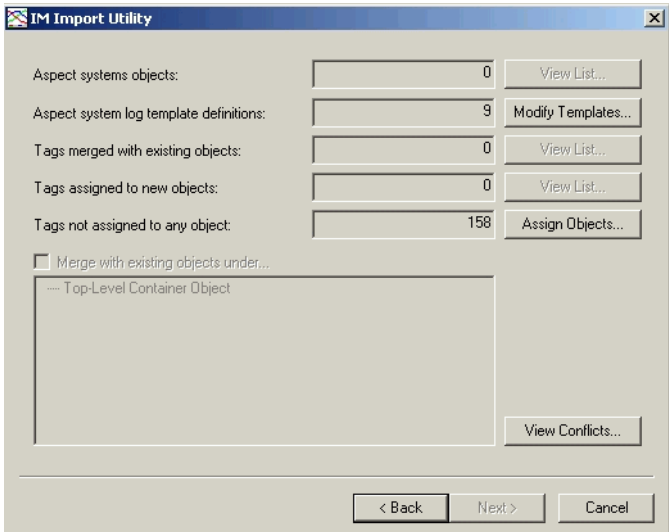 IM Import Utility
Aspect systems objects: 0 View List...
Aspect system log template definitions: 9 Modify Templates...
Tags merged with existing objects: 0 View List...
Tags assigned to new objects: 0 View List...
Tags not assigned to any object: 158 Assign Objects...
Merge with existing objects under...
Top-Level Container Object
View Conflicts...
< Back Next > Cancel